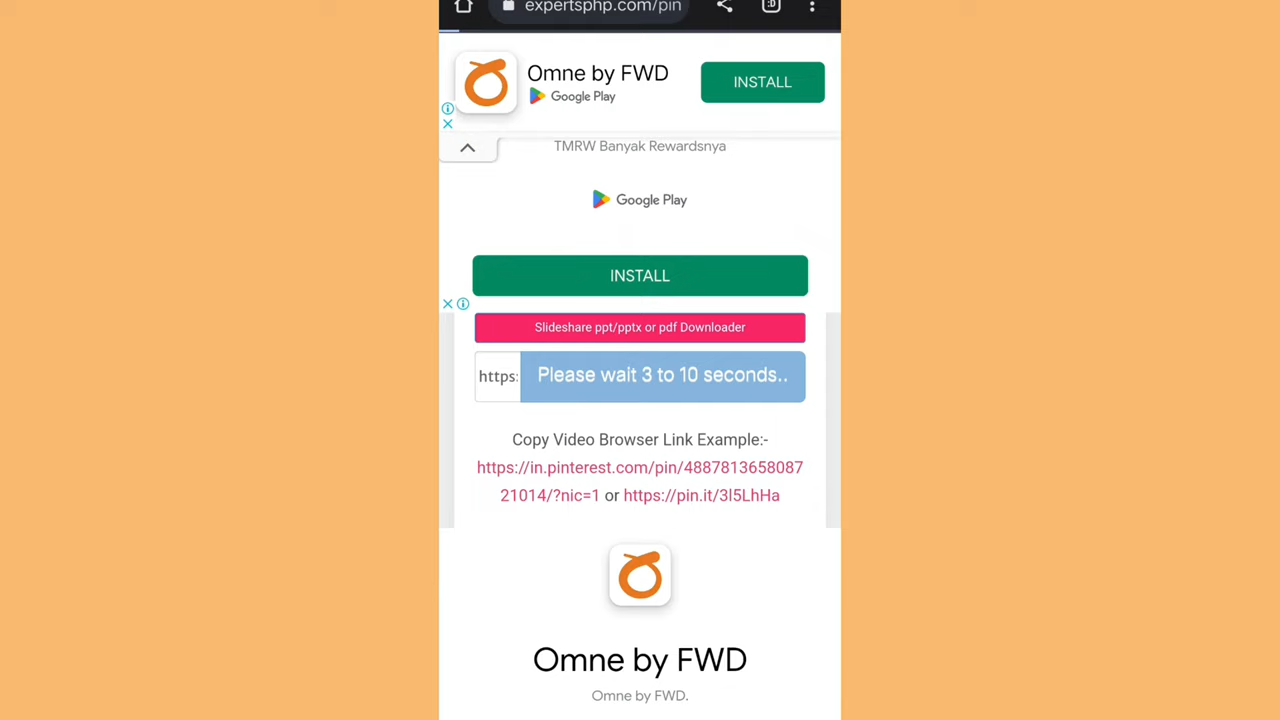 expertsphp.com/pin
:D
Omne by FWD
Google Play
INSTALL
TMRW Banyak Rewardsnya
Google Play
INSTALL
Slideshare ppt/pptx or pdf Downloader
https:
Please wait 3 to 10 seconds..
Copy Video Browser Link Example:-
https://in.pinterest.com/pin/4887813658087
21014/?nic=1 or https://pin.it/3l5LhHa
Omne by FWD
Omne by FWD.